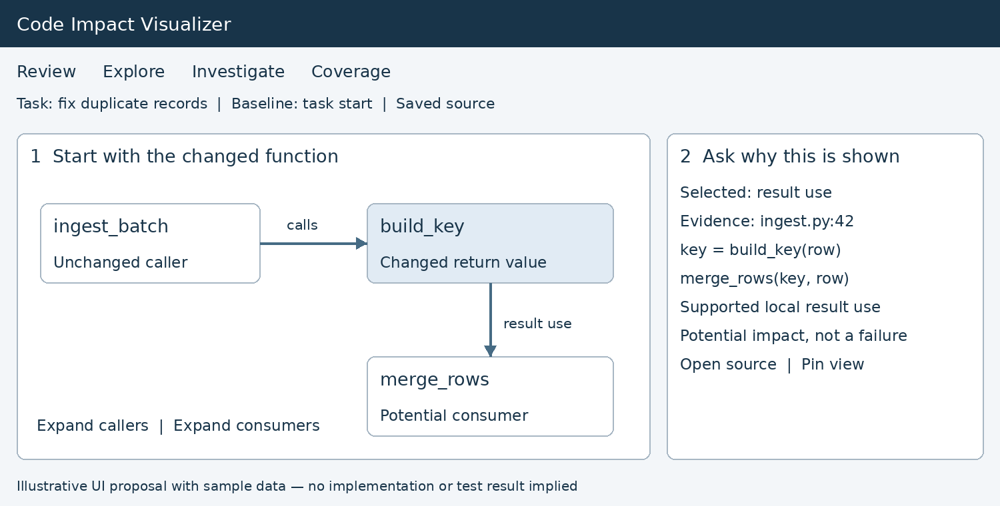 Code Impact Visualizer
Review Explore Investigate Coverage
Task: fix duplicate records | Baseline: task start | Saved source
1 Start with the changed function
ingest_batch
Unchanged caller
calls
build_key
Changed return value
result use
merge_rows
Potential consumer
Expand callers | Expand consumers
2 Ask why this is shown
Selected: result use
Evidence: ingest.py:42
key = build_key(row)
merge_rows(key, row)
Supported local result use
Potential impact, not a failure
Open source | Pin view
Illustrative UI proposal with sample data — no implementation or test result implied